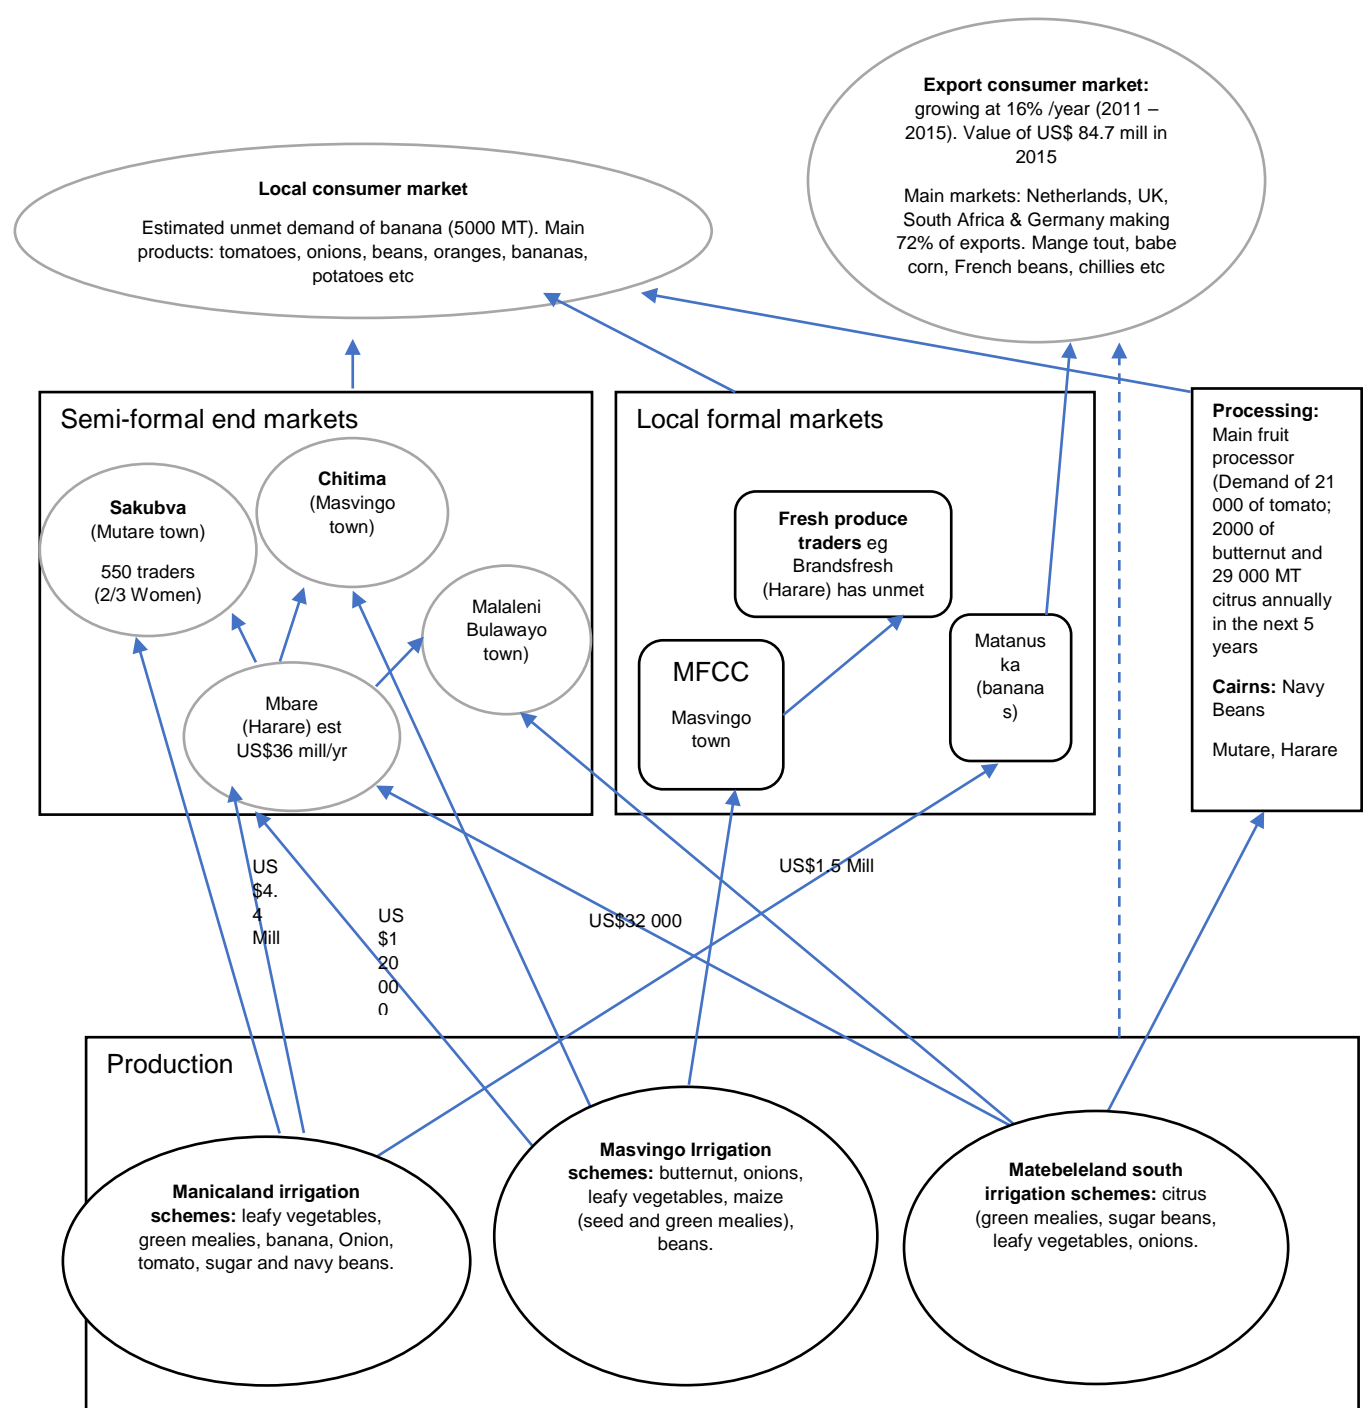 Export consumer market:
growing at 16% /year (2011 –
2015). Value of US$ 84.7 mill in
2015
Main markets: Netherlands, UK,
South Africa & Germany making
72% of exports. Mange tout, babe
corn, French beans, chillies etc
Local consumer market
Estimated unmet demand of banana (5000 MT). Main
products: tomatoes, onions, beans, oranges, bananas,
potatoes etc
Semi-formal end markets
Sakubva
(Mutare town)
550 traders
(2/3 Women)
Chitima
(Masvingo
town)
Malaleni
Bulawayo
town)
Mbare
(Harare) est
US$36 mill/yr
Local formal markets
Fresh produce
traders eg
Brandsfresh
(Harare) has unmet
MFCC
Masvingo
town
Matanus
ka
(banana
s)
Processing:
Main fruit
processor
(Demand of 21
000 of tomato;
2000 of
butternut and
29 000 MT
citrus annually
in the next 5
years
Cairns: Navy
Beans
Mutare, Harare
US
$4.
4
Mill
US
$1
20
00
0
US$32 000
US$1.5 Mill
Production
Manicaland irrigation
schemes: leafy vegetables,
green mealies, banana, Onion,
tomato, sugar and navy beans.
Masvingo Irrigation
schemes: butternut, onions,
leafy vegetables, maize
(seed and green mealies),
beans.
Matebeleland south
irrigation schemes: citrus
(green mealies, sugar beans,
leafy vegetables, onions.